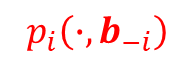 p_i(·, b_{-i})